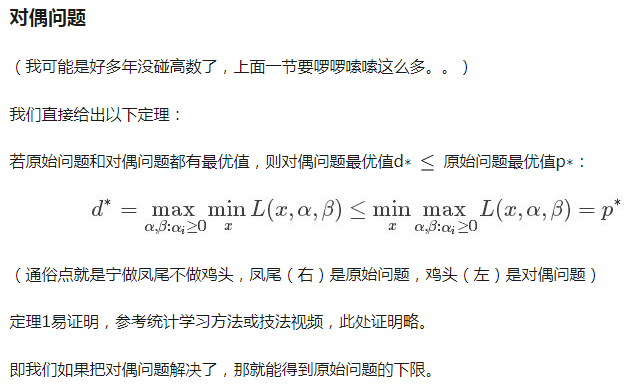 对偶问题
（我可能是好多年没碰高数了，上面一节要啰啰嗦嗦这么多。。）
我们直接给出以下定理：
若原始问题和对偶问题都有最优值，则对偶问题最优值d* ≤ 原始问题最优值p*：
d* = max_{α,β:α_i≥0} min_x L(x, α, β) ≤ min_x max_{α,β:α_i≥0} L(x, α, β) = p*
（通俗点就是宁做凤尾不做鸡头，凤尾（右）是原始问题，鸡头（左）是对偶问题）
定理1易证明，参考统计学习方法或技法视频，此处证明略。
即我们如果把对偶问题解决了，那就能得到原始问题的下限。